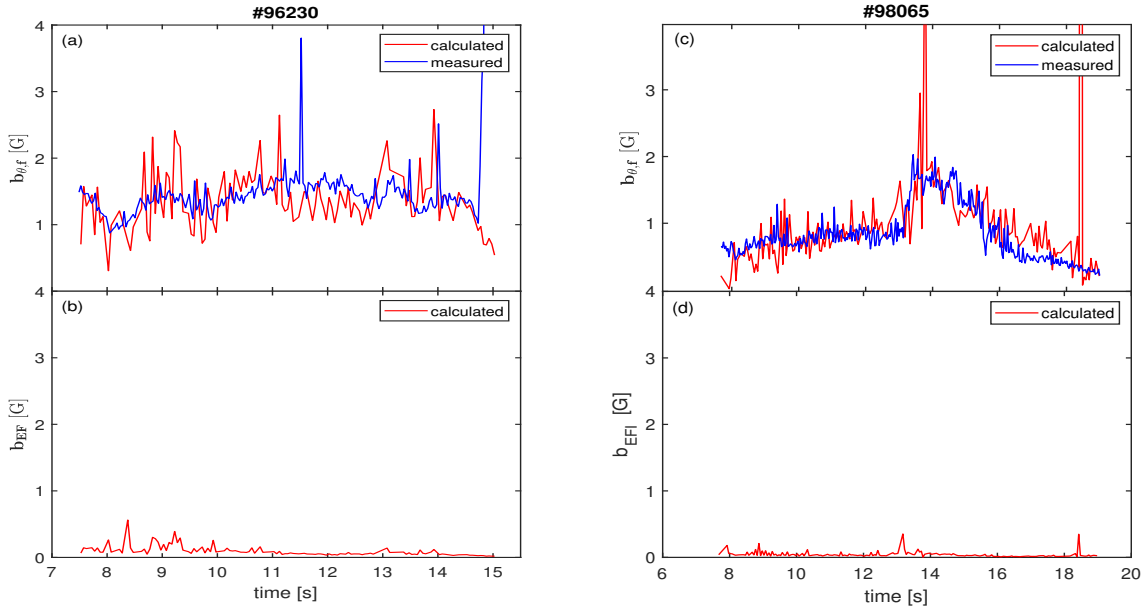 #96230
(a)
calculated
measured
4
3
2
1
b_θ,f [G]
4
(b)
calculated
3
2
1
0
b_EF [G]
7 8 9 10 11 12 13 14 15
time [s]
#98065
(c)
calculated
measured
4
3
2
1
b_θ,f [G]
4
(d)
calculated
3
2
1
0
b_EFI [G]
6 8 10 12 14 16 18 20
time [s]